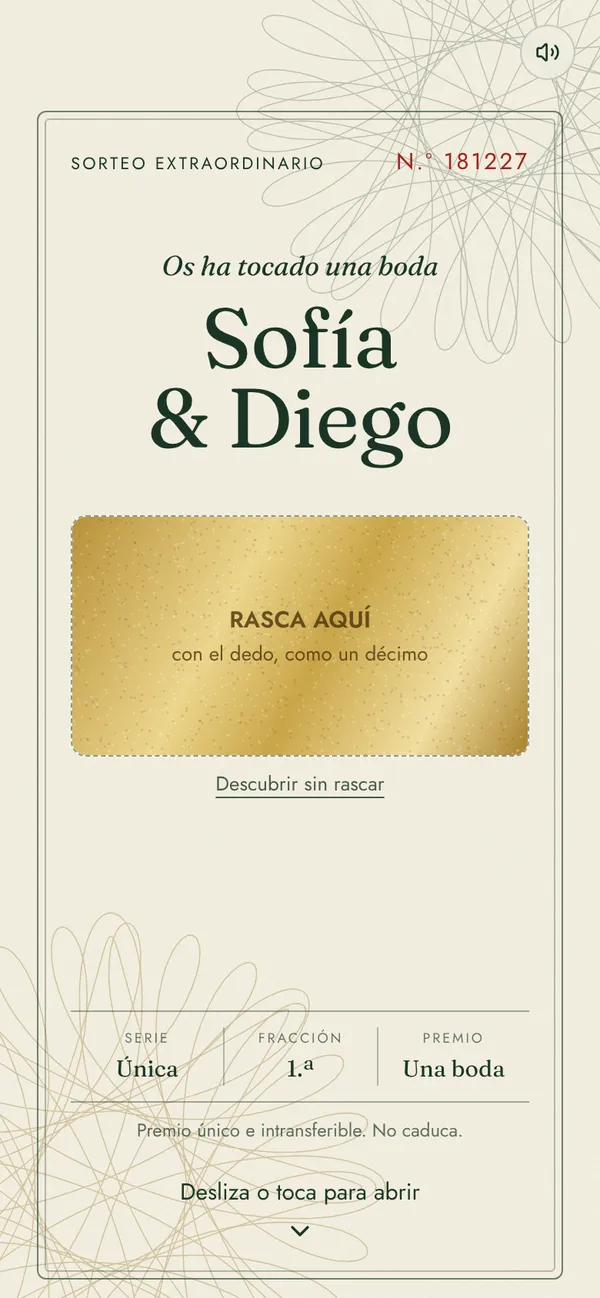 SORTEO EXTRAORDINARIO
N.º 181227
Os ha tocado una boda
Sofía
& Diego
RASCA AQUÍ
con el dedo, como un décimo
Descubrir sin rascar
SERIE
Única
FRACCIÓN
1.ª
PREMIO
Una boda
Premio único e intransferible. No caduca.
Desliza o toca para abrir